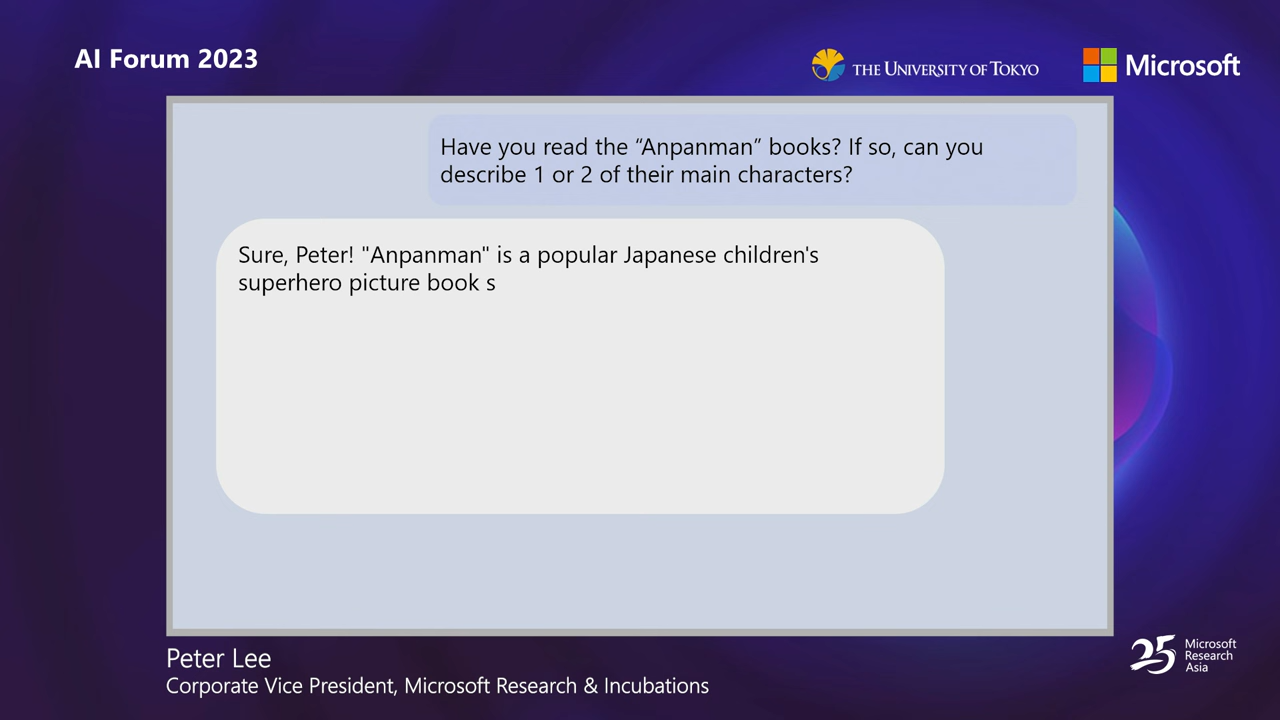 AI Forum 2023
THE UNIVERSITY OF TOKYO
Microsoft
Have you read the “Anpanman” books? If so, can you
describe 1 or 2 of their main characters?
Sure, Peter! "Anpanman" is a popular Japanese children's
superhero picture book s
Peter Lee
Corporate Vice President, Microsoft Research & Incubations
25
Microsoft
Research
Asia